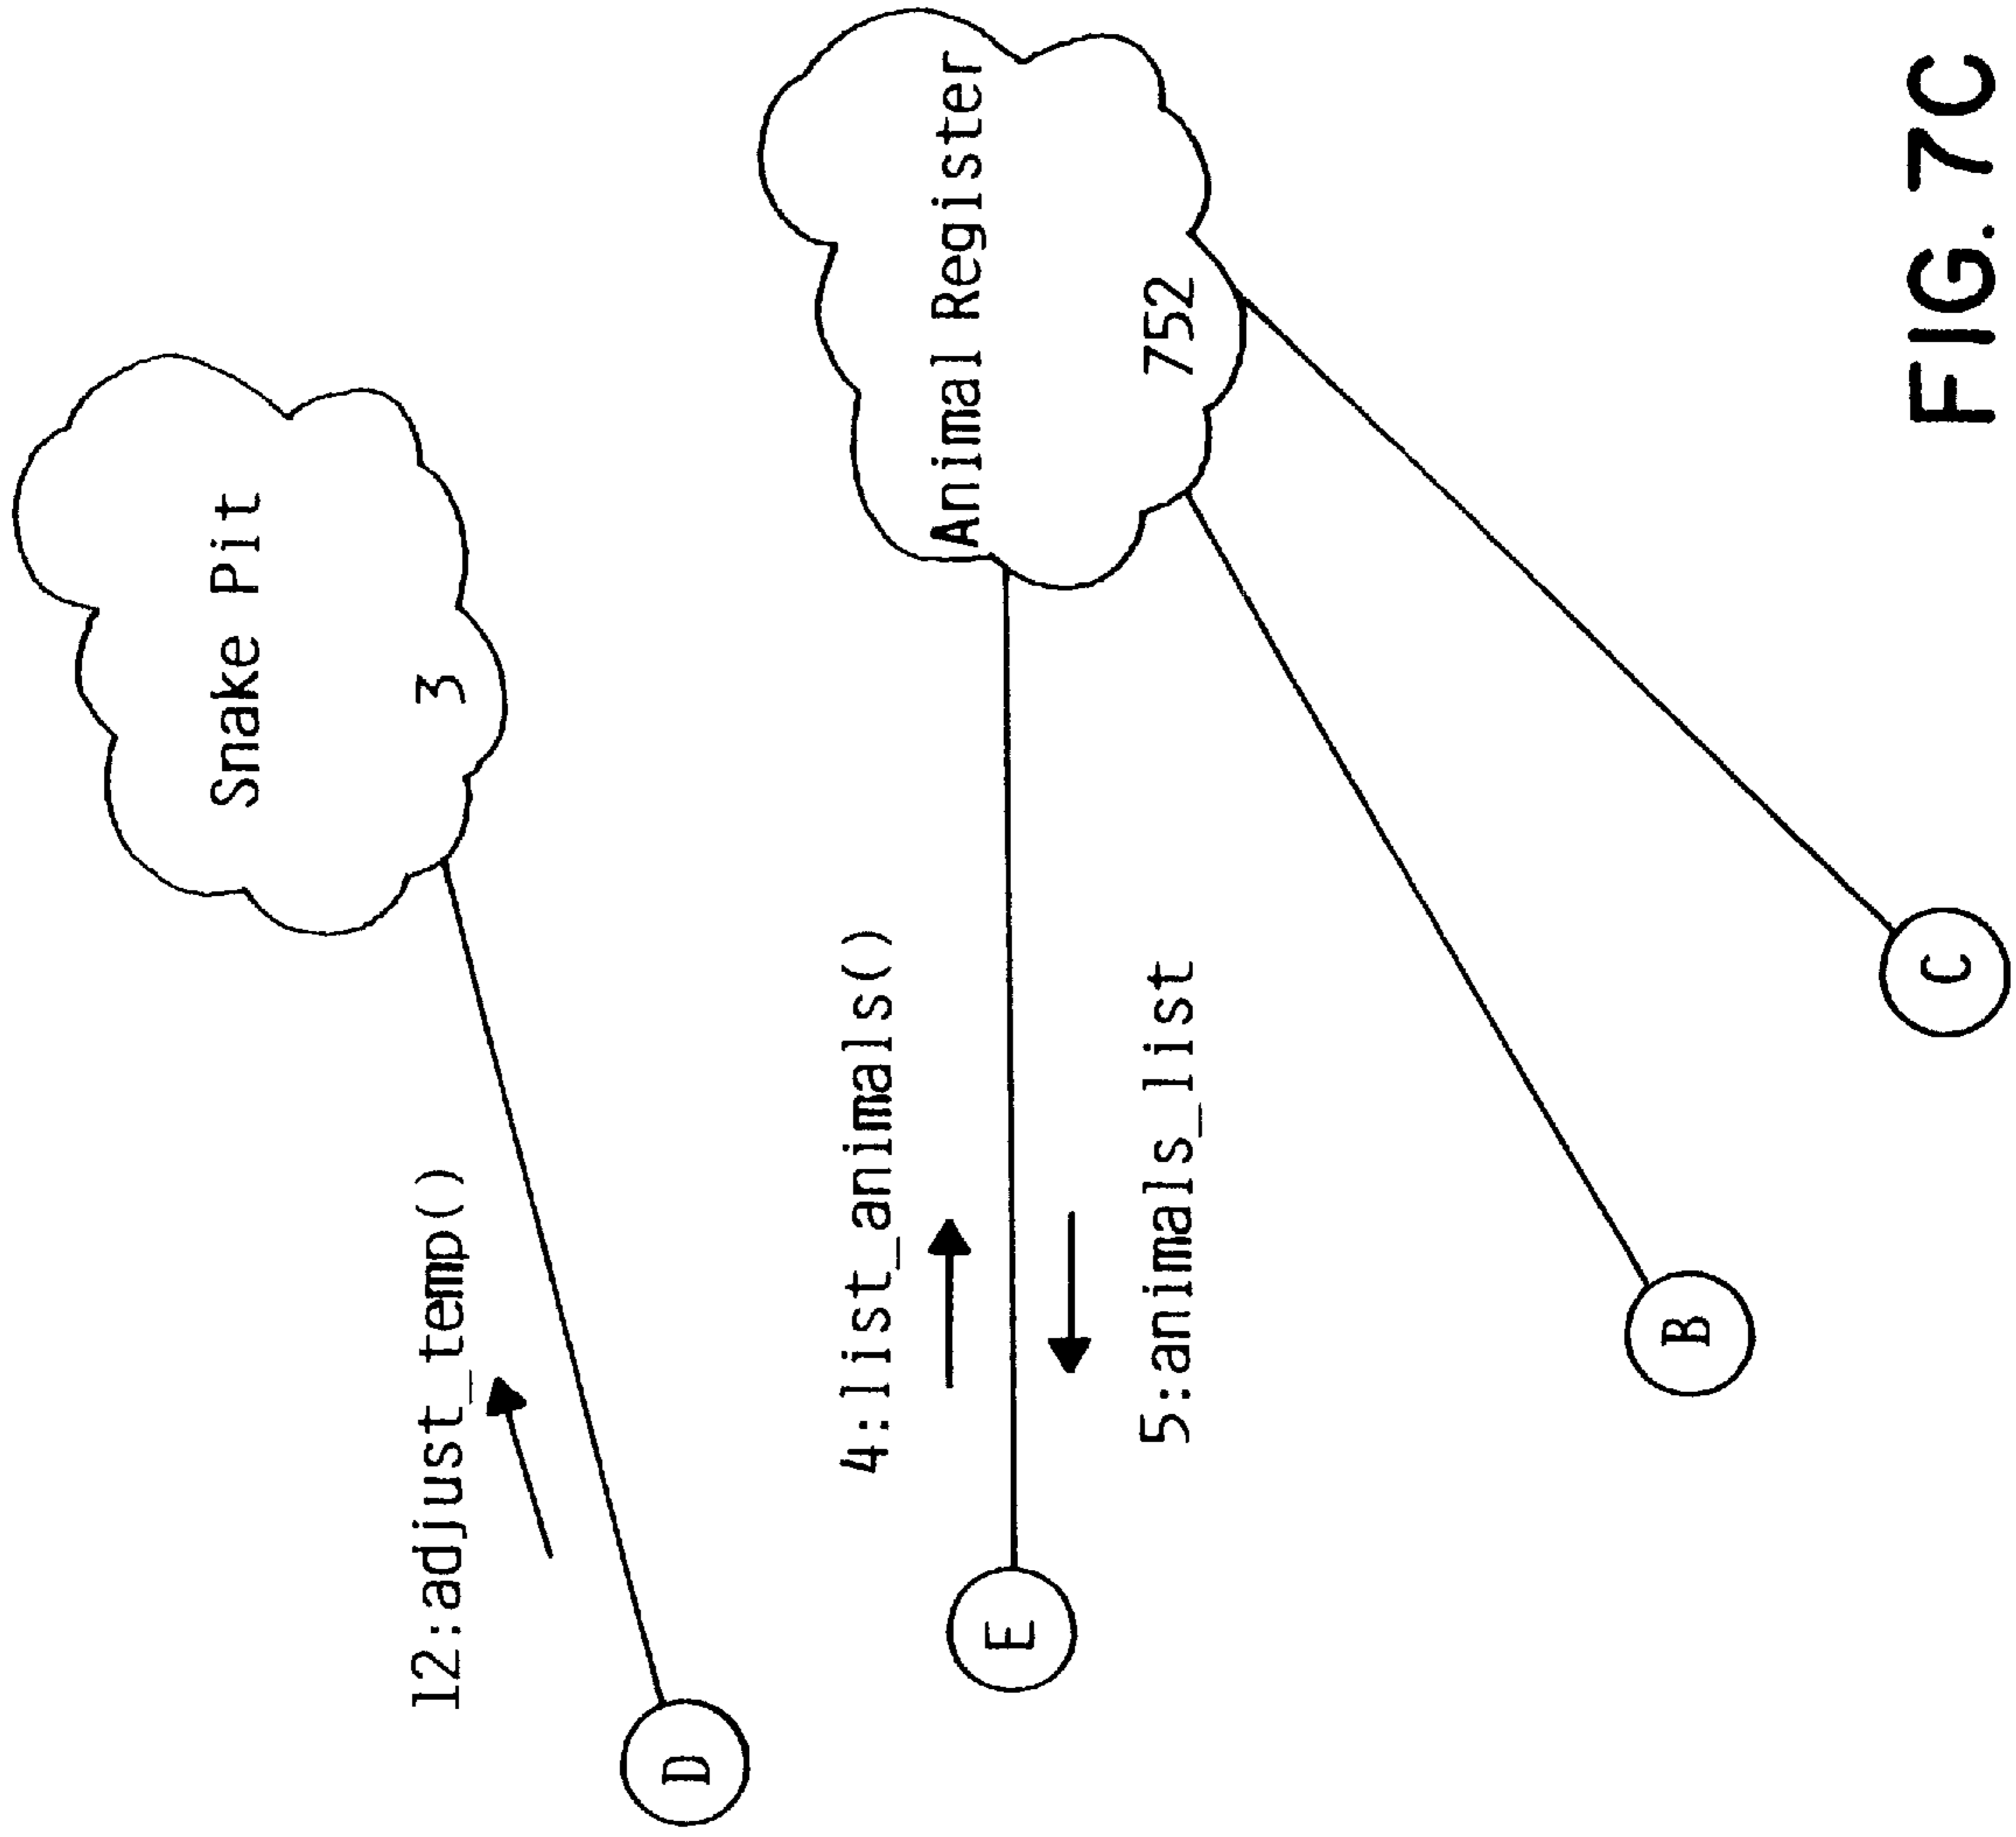 Snake Pit
3
12:adjust_temp()
D
4:list_animals()
Animal Register
752
E
5:animals_list
B
C
FIG. 7C